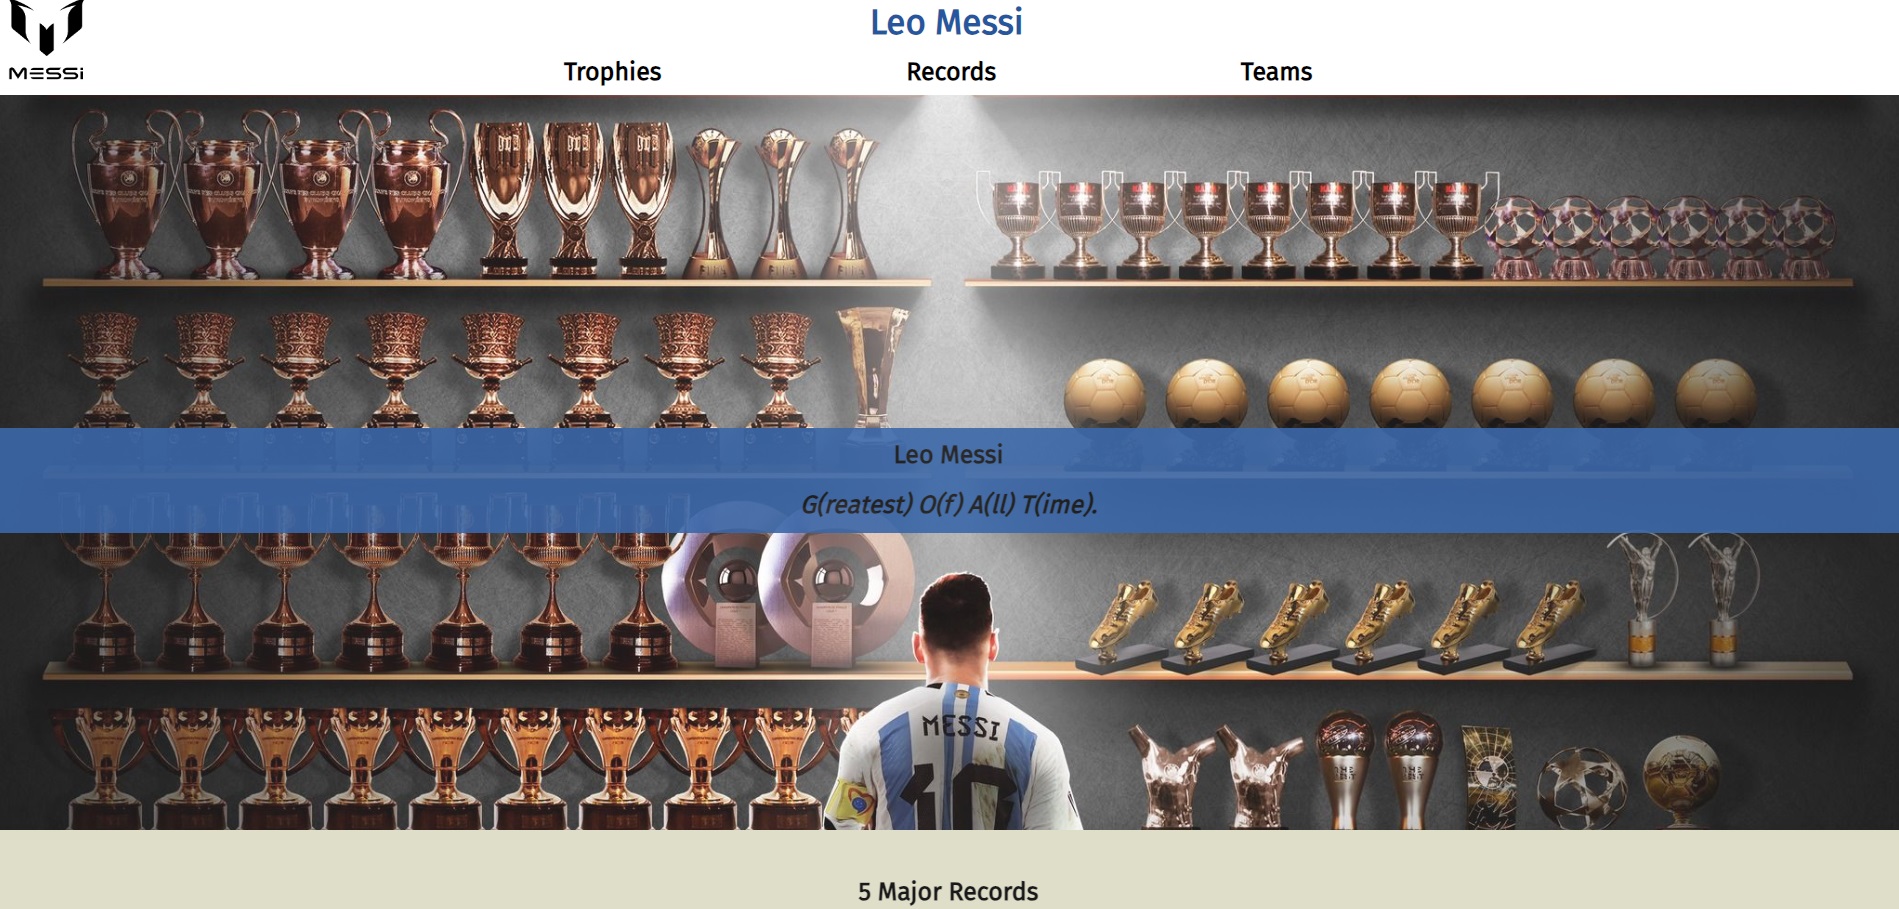 MESSi
Leo Messi
Trophies
Records
Teams
Leo Messi
G(reatest) O(f) A(ll) T(ime).
MESSI
10
5 Major Records